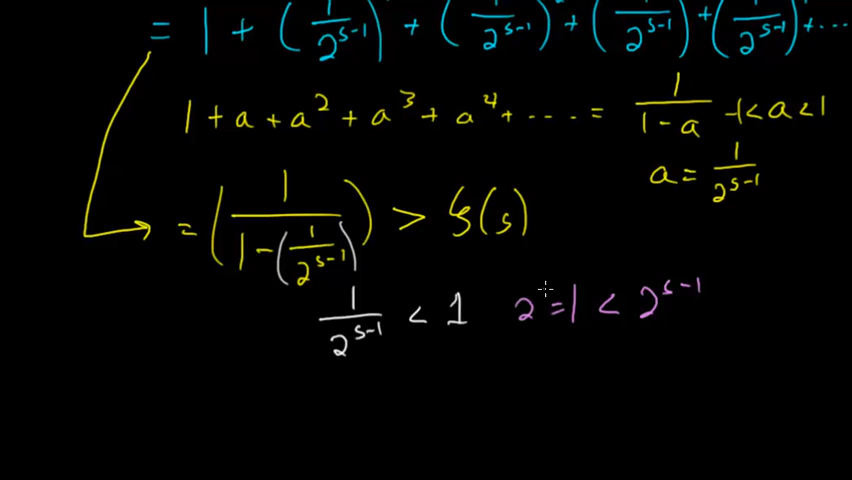 = 1 + (1/2^(s-1)) + (1/2^(s-1)) + (1/2^(s-1)) + (1/2^(s-1)) + ....
1 + a + a^2 + a^3 + a^4 + .... = 1/(1-a) -1<a<1
a = 1/2^(s-1)
= (1/(1-(1/2^(s-1)))) > ζ(s)
1/2^(s-1) < 1 2 =1 < 2^(s-1)